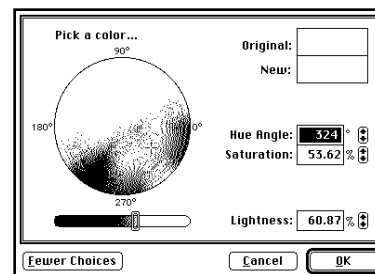 Pick a color...
90°
180°
0°
270°
Original:
New:
Hue Angle: 324 °
Saturation: 53.62 %
Lightness: 60.87 %
Fewer Choices
Cancel
OK